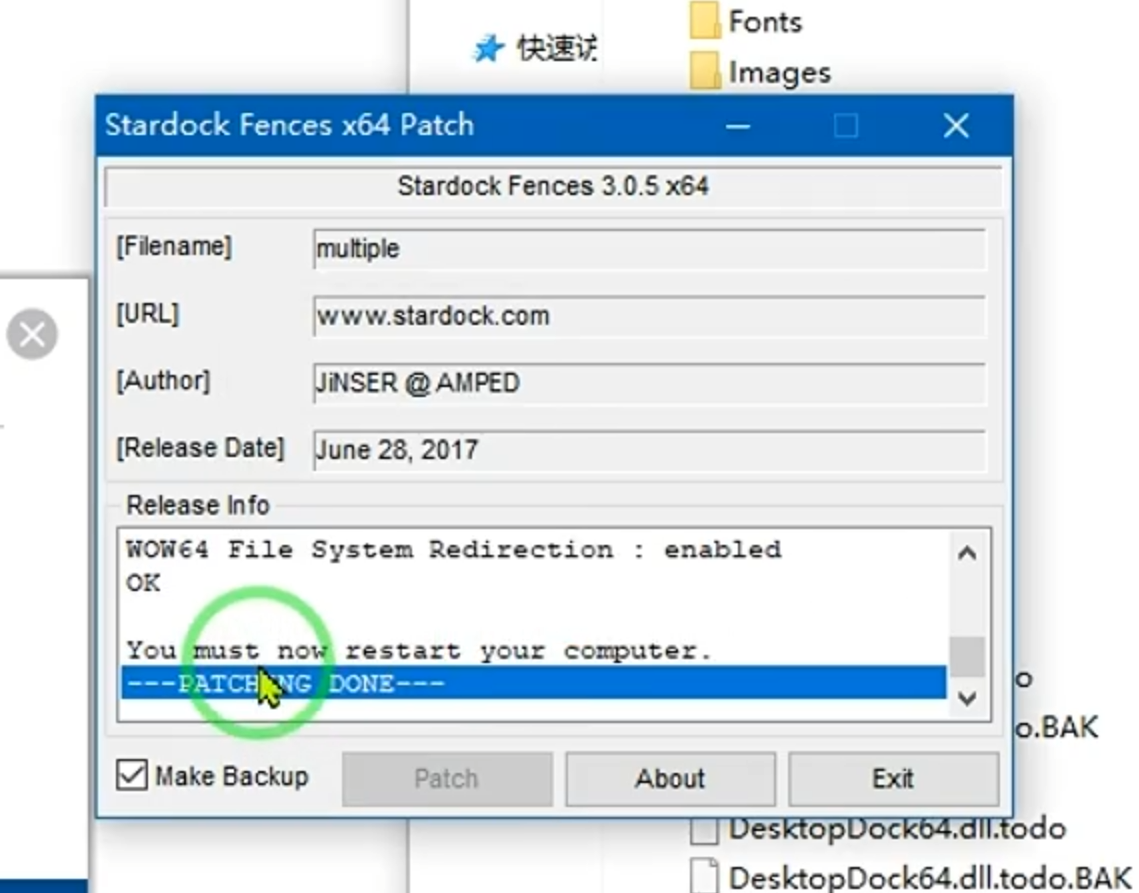 Fonts
快速访
Images
Stardock Fences x64 Patch
Stardock Fences 3.0.5 x64
[Filename] multiple
[URL] www.stardock.com
[Author] JiNSER @ AMPED
[Release Date] June 28, 2017
Release Info
WOW64 File System Redirection : enabled
OK
You must now restart your computer.
---PATCHING DONE---
o
o.BAK
Make Backup Patch About Exit
DesktopDock64.dll.todo
DesktopDock64.dll.todo.BAK